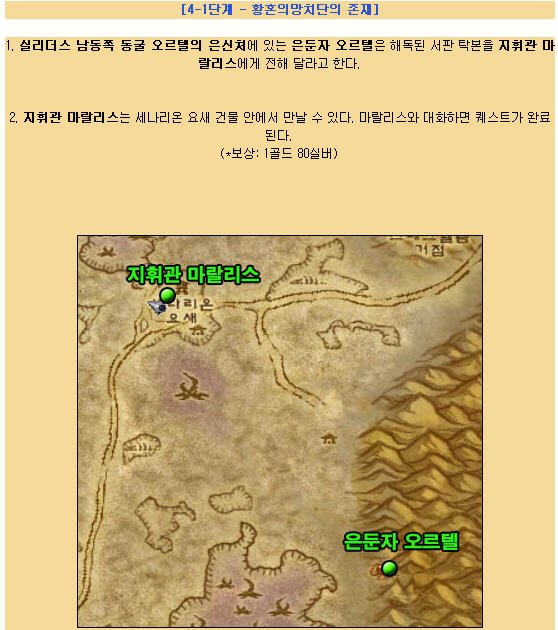 [4-1단계 - 황혼의망치단의 존재]
1. 실리더스 남동쪽 동굴 오르텔의 은신처에 있는 은둔자 오르텔은 해독된 서판 탁본을 지휘관 마
랄리스에게 전해 달라고 한다.
2. 지휘관 마랄리스는 세나리온 요새 건물 안에서 만날 수 있다. 마랄리스와 대화하면 퀘스트가 완료
된다.
(*보상: 1골드 80실버)
거점
지휘관 마랄리스
나리온
요새
은둔자 오르텔